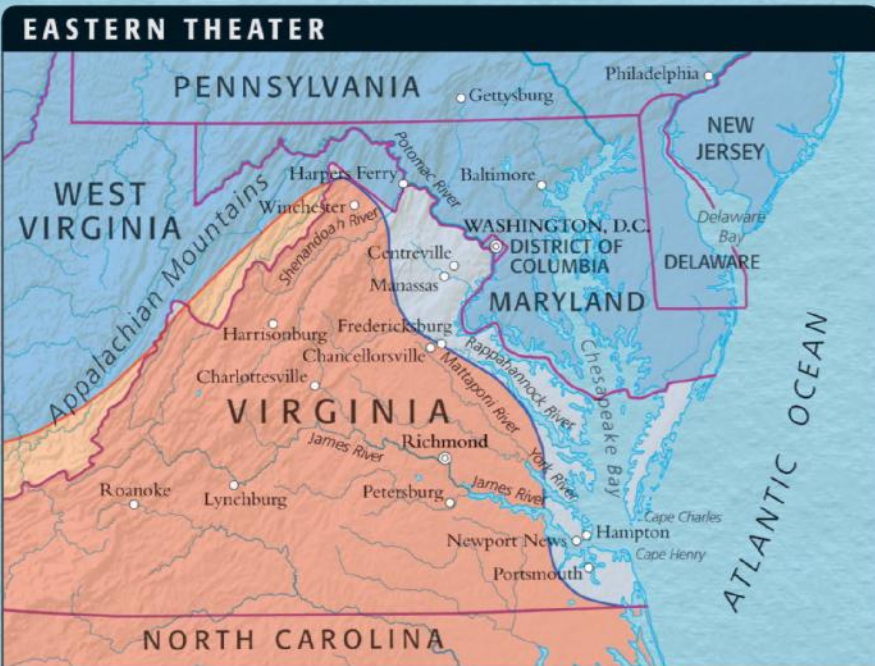 EASTERN THEATER
PENNSYLVANIA
Philadelphia
Gettysburg
NEW
JERSEY
Potomac River
Harpers Ferry
Baltimore
WEST
VIRGINIA
Appalachian Mountains
Winchester
Shenandoah River
WASHINGTON, D.C.
DISTRICT OF
COLUMBIA
Delaware
Bay
DELAWARE
Centreville
Manassas
MARYLAND
Harrisonburg
Fredericksburg
Chancellorsville
Rappahannock River
Mattaponi River
Chesapeake Bay
ATLANTIC OCEAN
Charlottesville
VIRGINIA
Richmond
James River
York River
Roanoke
Lynchburg
Petersburg
James River
Cape Charles
Hampton
Newport News
Cape Henry
Portsmouth
NORTH CAROLINA